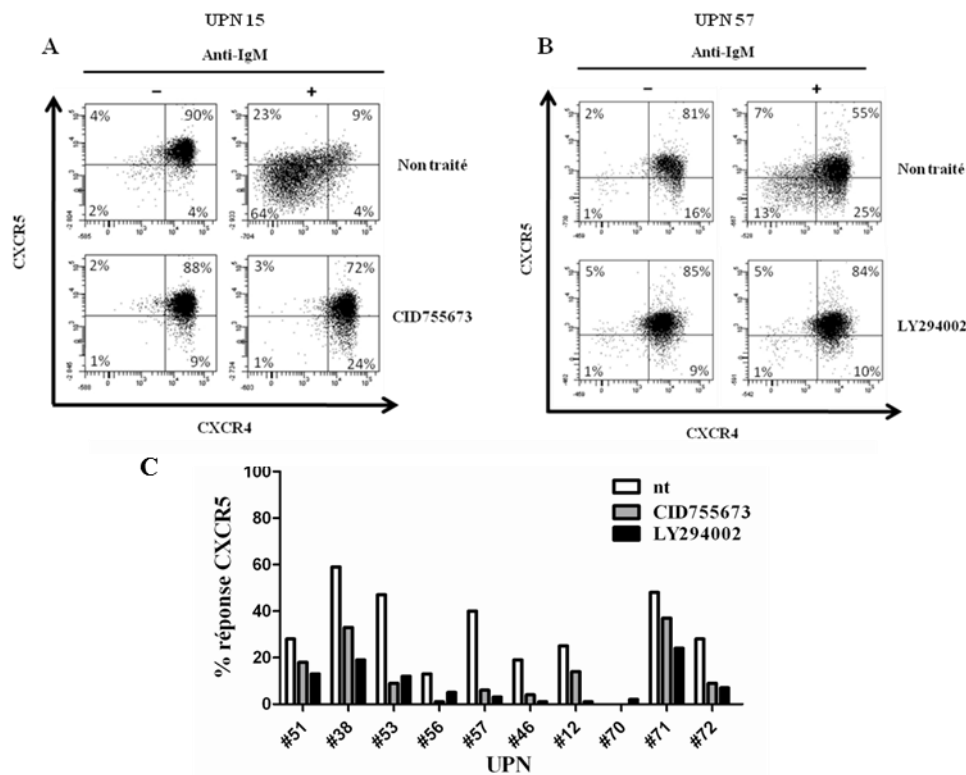 UPN 15
A
Anti-IgM
− +
4% 90%
2% 4%
23% 9%
64% 4%
Non traité
2% 88%
1% 9%
3% 72%
1% 24%
CID755673
CXCR5
CXCR4
UPN 57
B
Anti-IgM
− +
2% 81%
1% 16%
7% 55%
13% 25%
Non traité
5% 85%
1% 9%
5% 84%
1% 10%
LY294002
CXCR5
CXCR4
C
% réponse CXCR5
100
80
60
40
20
0
nt
CID755673
LY294002
#51 #38 #53 #56 #57 #46 #12 #70 #71 #72
UPN